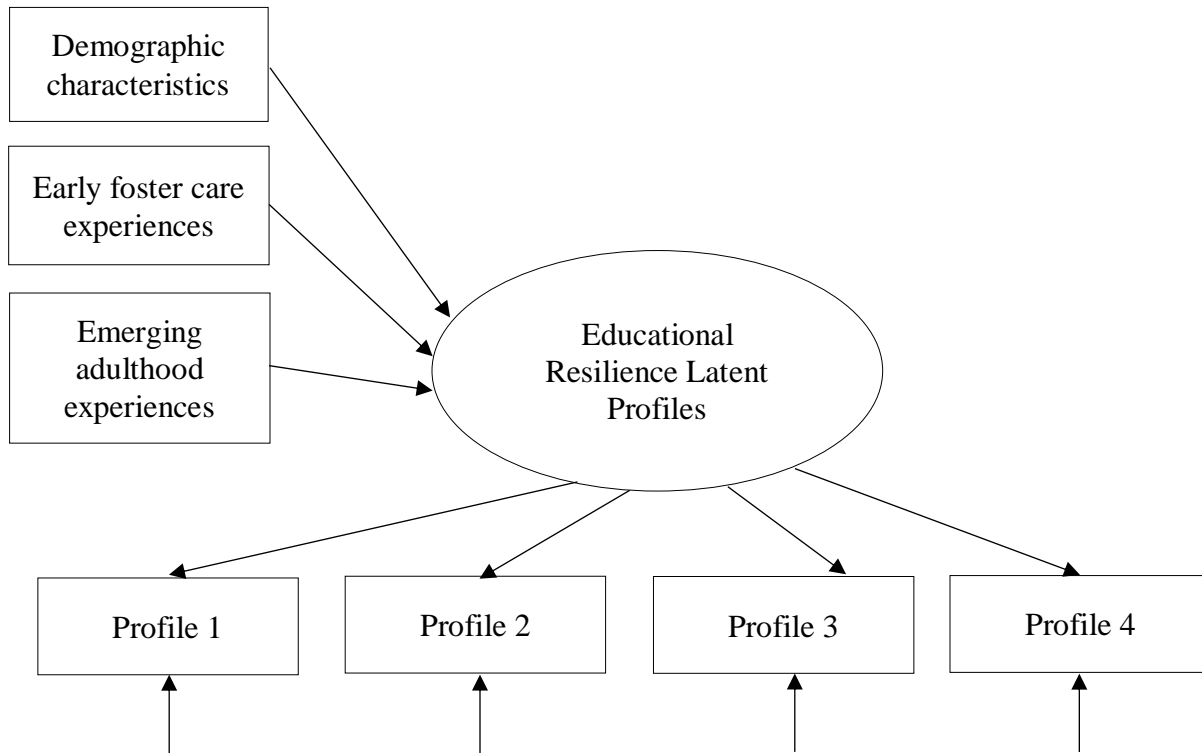 Demographic
characteristics
Early foster care
experiences
Emerging
adulthood
experiences
Educational
Resilience Latent
Profiles
Profile 1
Profile 2
Profile 3
Profile 4